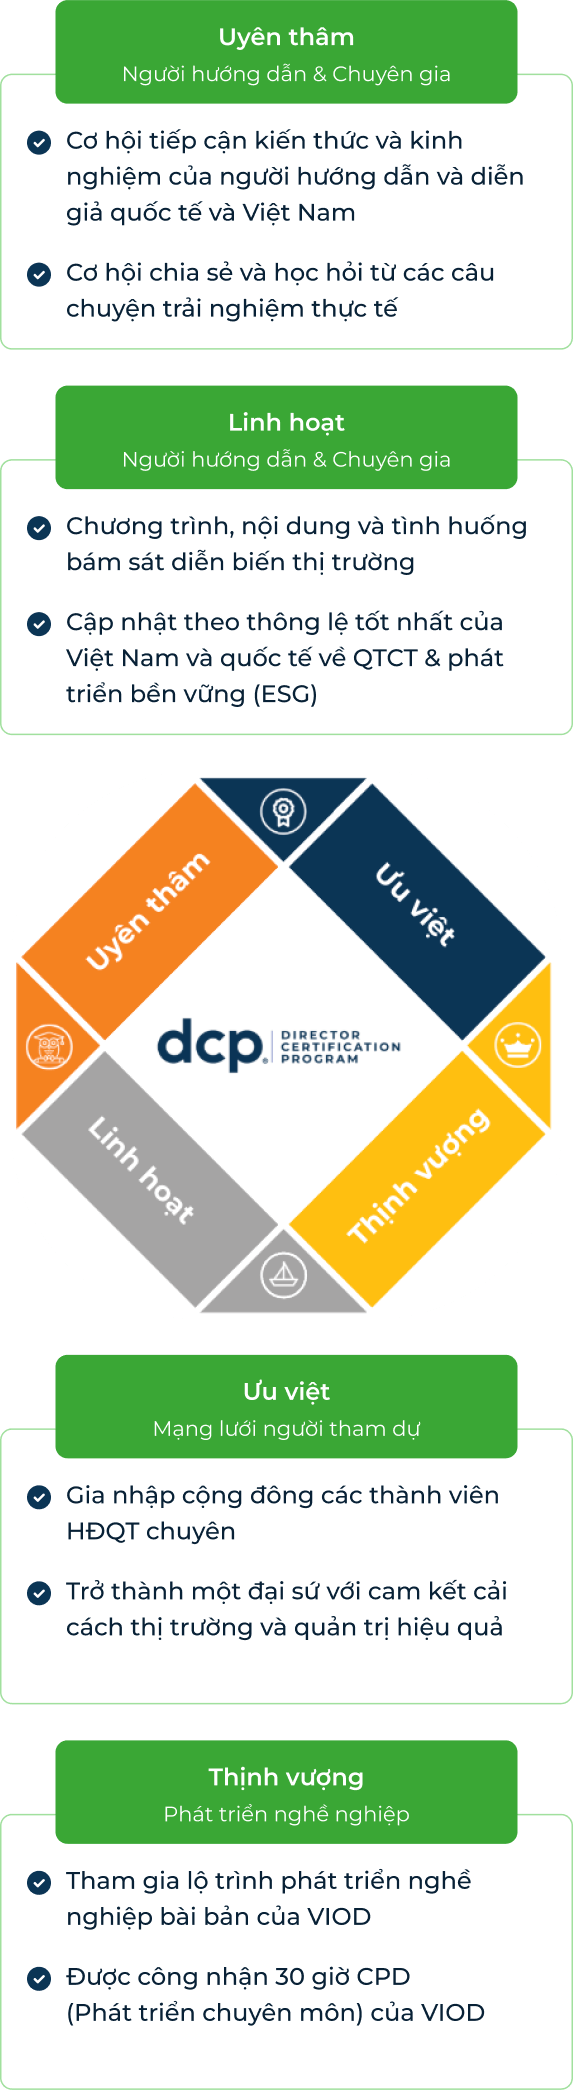 Uyên thâm
Người hướng dẫn & Chuyên gia
Cơ hội tiếp cận kiến thức và kinh
nghiệm của người hướng dẫn và diễn
giả quốc tế và Việt Nam
Cơ hội chia sẻ và học hỏi từ các câu
chuyện trải nghiệm thực tế
Linh hoạt
Người hướng dẫn & Chuyên gia
Chương trình, nội dung và tình huống
bám sát diễn biến thị trường
Cập nhật theo thông lệ tốt nhất của
Việt Nam và quốc tế về QTCT & phát
triển bền vững (ESG)
Uyên thâm
Ưu việt
dcp®
DIRECTOR
CERTIFICATION
PROGRAM
Linh hoạt
Thịnh vượng
Ưu việt
Mạng lưới người tham dự
Gia nhập cộng đông các thành viên
HĐQT chuyên
Trở thành một đại sứ với cam kết cải
cách thị trường và quản trị hiệu quả
Thịnh vượng
Phát triển nghề nghiệp
Tham gia lộ trình phát triển nghề
nghiệp bài bản của VIOD
Được công nhận 30 giờ CPD
(Phát triển chuyên môn) của VIOD